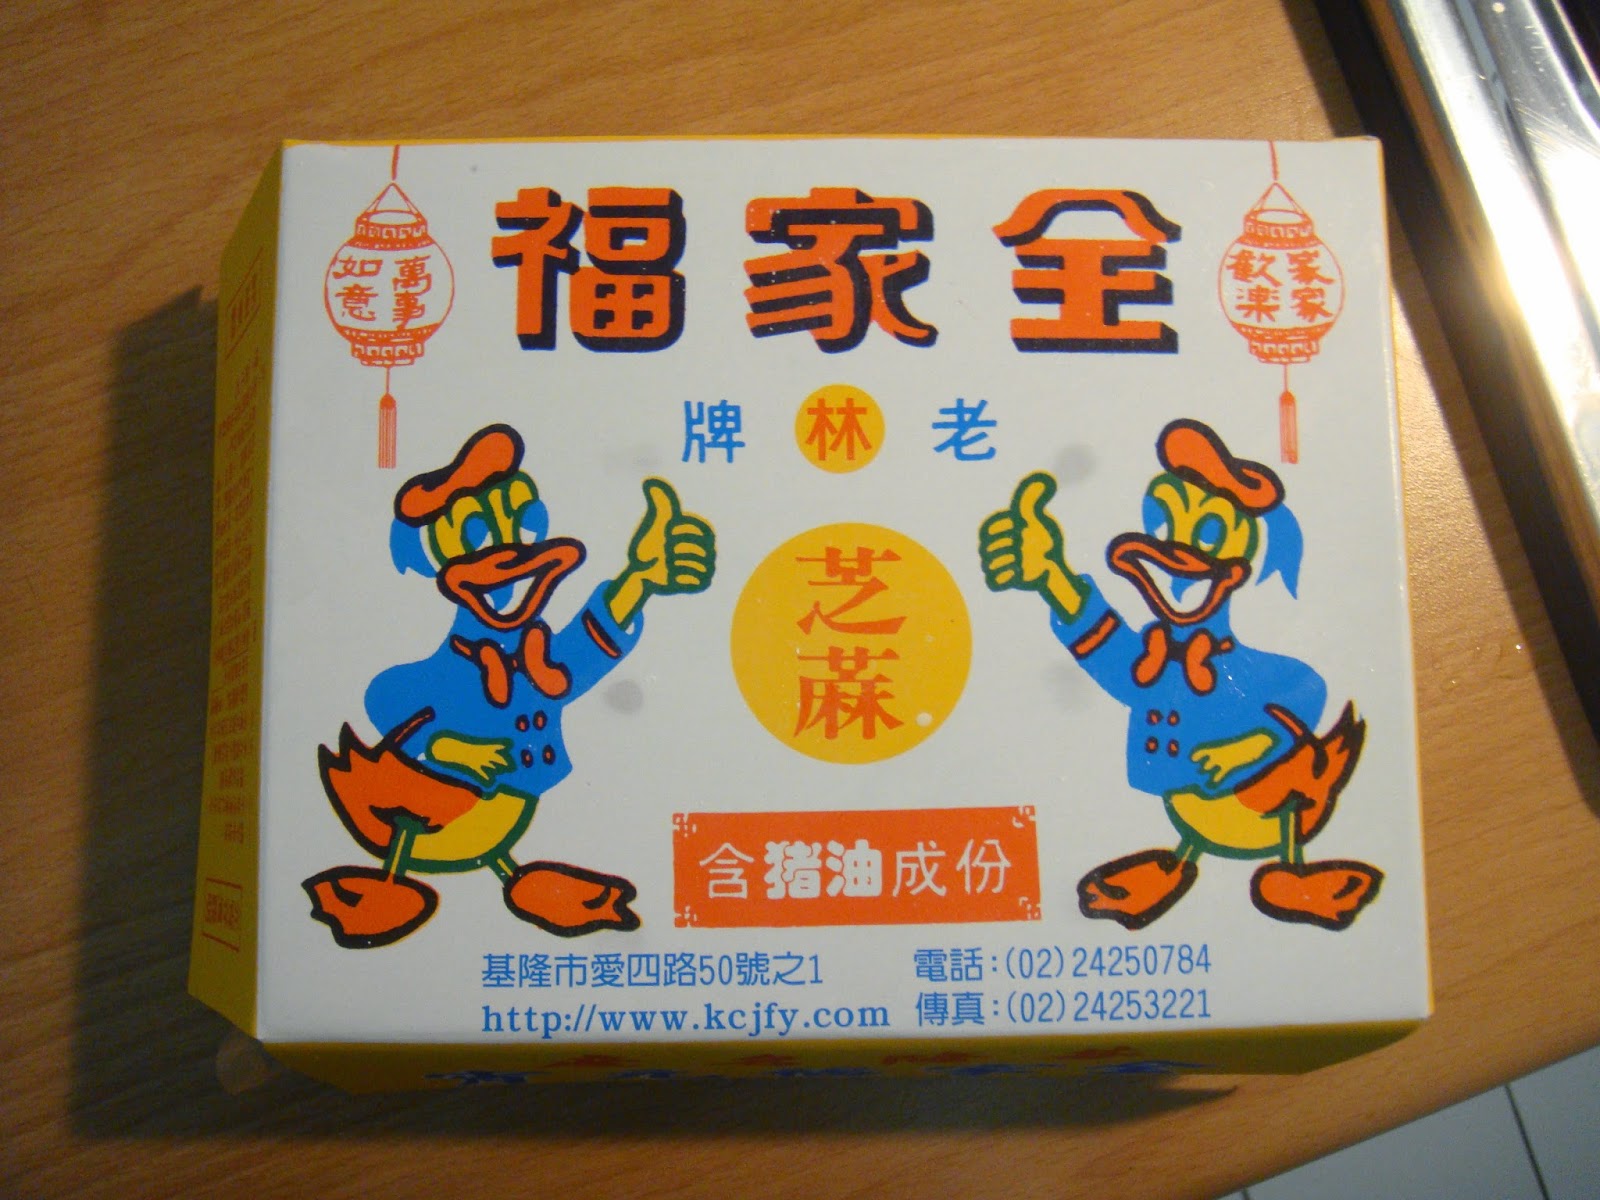 全家福
萬事
如意
家家
歡樂
老林牌
芝蔴
含豬油成份
基隆市愛四路50號之1
http://www.kcjfy.com
電話:(02)24250784
傳真:(02)24253221